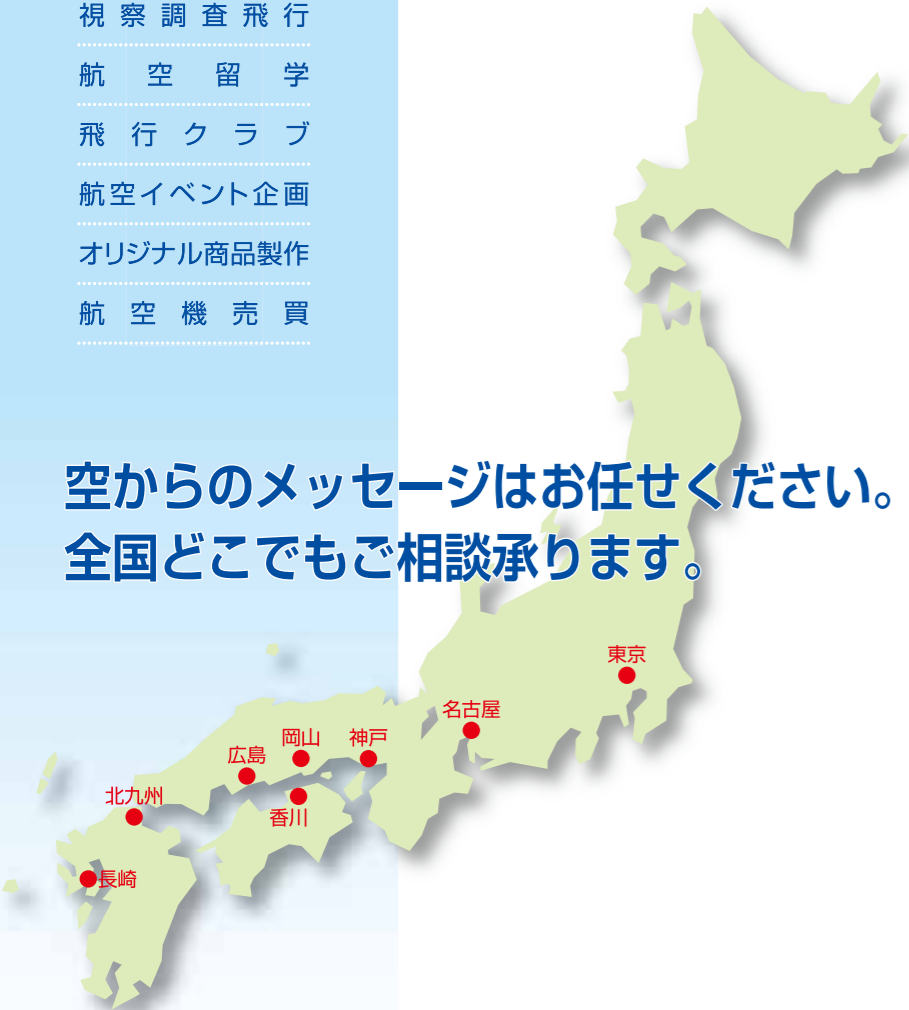 視察調査飛行
航空留学
飛行クラブ
航空イベント企画
オリジナル商品製作
航空機売買
空からのメッセージはお任せください。
全国どこでもご相談承ります。
東京
名古屋
岡山
神戸
広島
北九州
香川
長崎